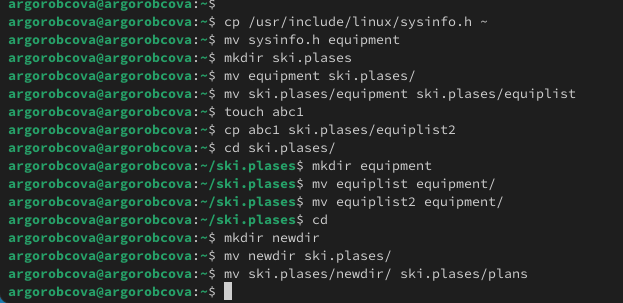 argorobcova@argorobcova:~$
argorobcova@argorobcova:~$ cp /usr/include/linux/sysinfo.h ~
argorobcova@argorobcova:~$ mv sysinfo.h equipment
argorobcova@argorobcova:~$ mkdir ski.plases
argorobcova@argorobcova:~$ mv equipment ski.plases/
argorobcova@argorobcova:~$ mv ski.plases/equipment ski.plases/equiplist
argorobcova@argorobcova:~$ touch abc1
argorobcova@argorobcova:~$ cp abc1 ski.plases/equiplist2
argorobcova@argorobcova:~$ cd ski.plases/
argorobcova@argorobcova:~/ski.plases$ mkdir equipment
argorobcova@argorobcova:~/ski.plases$ mv equiplist equipment/
argorobcova@argorobcova:~/ski.plases$ mv equiplist2 equipment/
argorobcova@argorobcova:~/ski.plases$ cd
argorobcova@argorobcova:~$ mkdir newdir
argorobcova@argorobcova:~$ mv newdir ski.plases/
argorobcova@argorobcova:~$ mv ski.plases/newdir/ ski.plases/plans
argorobcova@argorobcova:~$